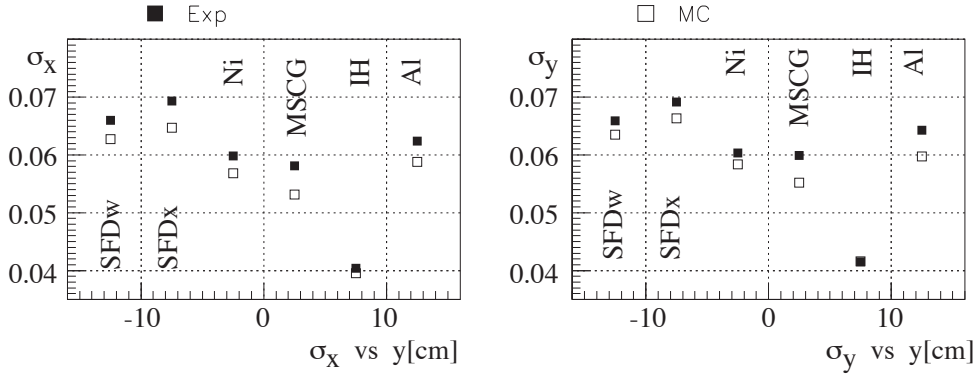 ■ Exp □ MC
σx
0.07
0.06
0.05
0.04
SFDw
SFDx
Ni
MSCG
IH
Al
-10 0 10
σx vs y[cm]
σy
0.07
0.06
0.05
0.04
SFDw
SFDx
Ni
MSCG
IH
Al
-10 0 10
σy vs y[cm]